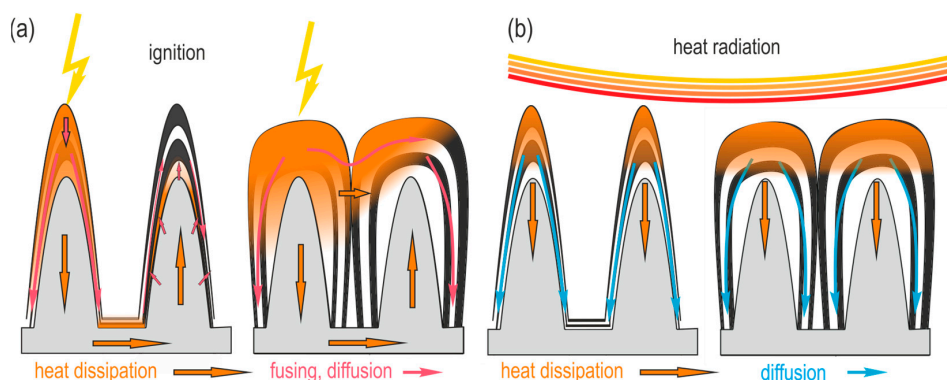 (a)
ignition
(b)
heat radiation
heat dissipation
fusing, diffusion
heat dissipation
diffusion